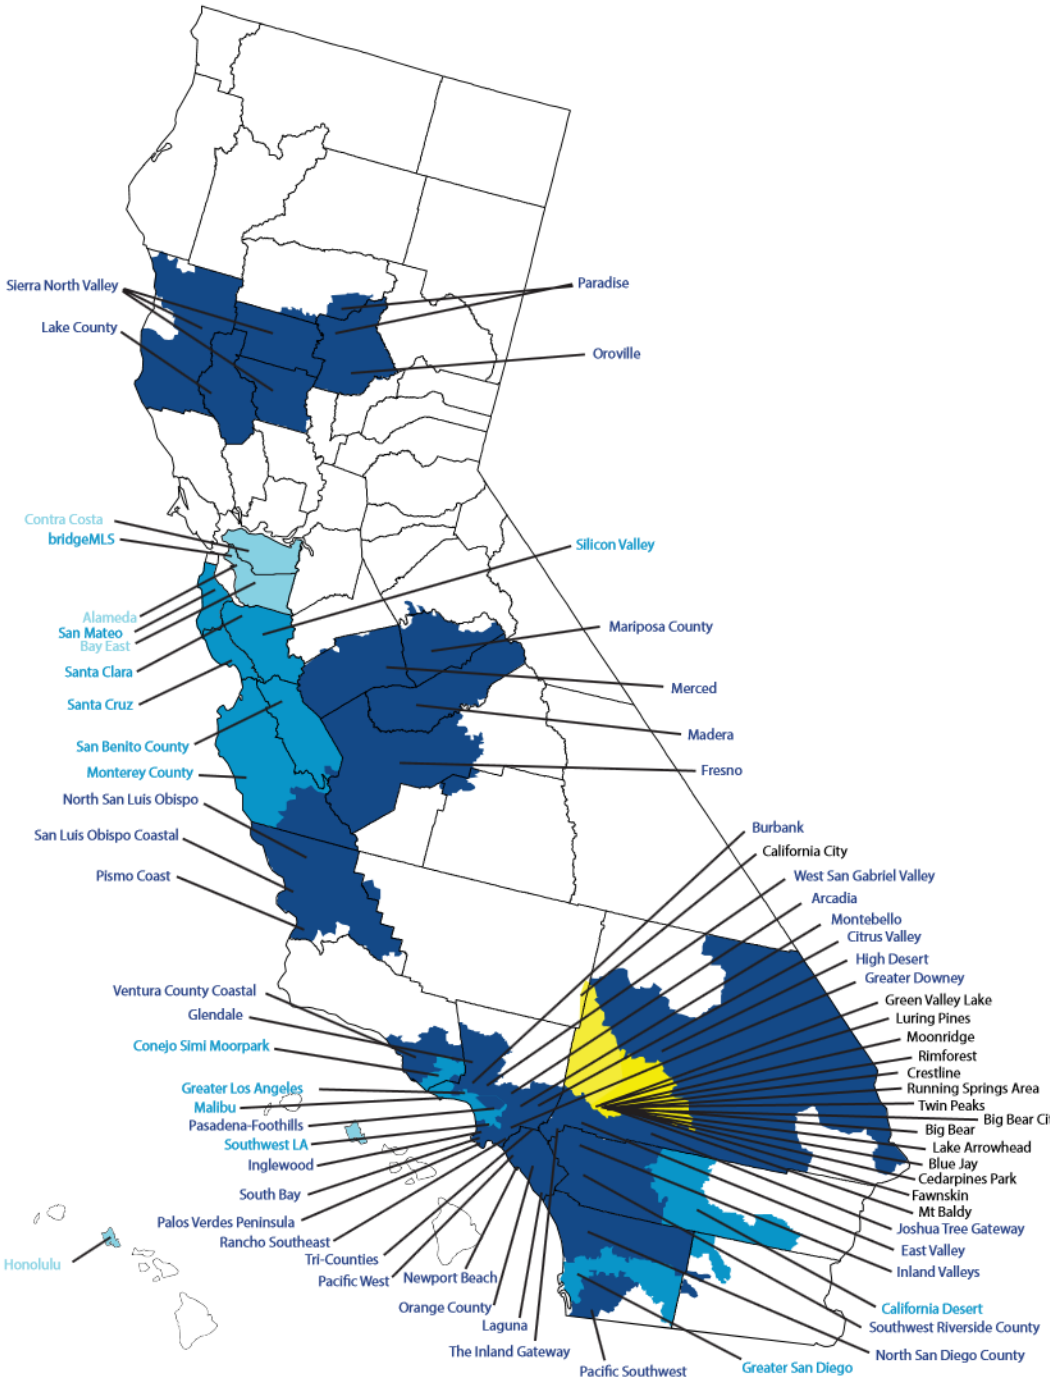 Sierra North Valley
Paradise
Lake County
Oroville
Contra Costa
bridgeMLS
Silicon Valley
Alameda
San Mateo
Bay East
Mariposa County
Santa Clara
Merced
Santa Cruz
Madera
San Benito County
Fresno
Monterey County
North San Luis Obispo
San Luis Obispo Coastal
Pismo Coast
Burbank
California City
West San Gabriel Valley
Arcadia
Montebello
Citrus Valley
High Desert
Greater Downey
Green Valley Lake
Luring Pines
Moonridge
Rimforest
Crestline
Running Springs Area
Twin Peaks
Big Bear Ci
Big Bear
Lake Arrowhead
Blue Jay
Cedarpines Park
Fawnskin
Mt Baldy
Joshua Tree Gateway
East Valley
Inland Valleys
California Desert
Southwest Riverside County
North San Diego County
Greater San Diego
Pacific Southwest
Ventura County Coastal
Glendale
Conejo Simi Moorpark
Greater Los Angeles
Malibu
Pasadena-Foothills
Southwest LA
Inglewood
South Bay
Palos Verdes Peninsula
Rancho Southeast
Tri-Counties
Pacific West
Newport Beach
Orange County
Laguna
The Inland Gateway
Honolulu